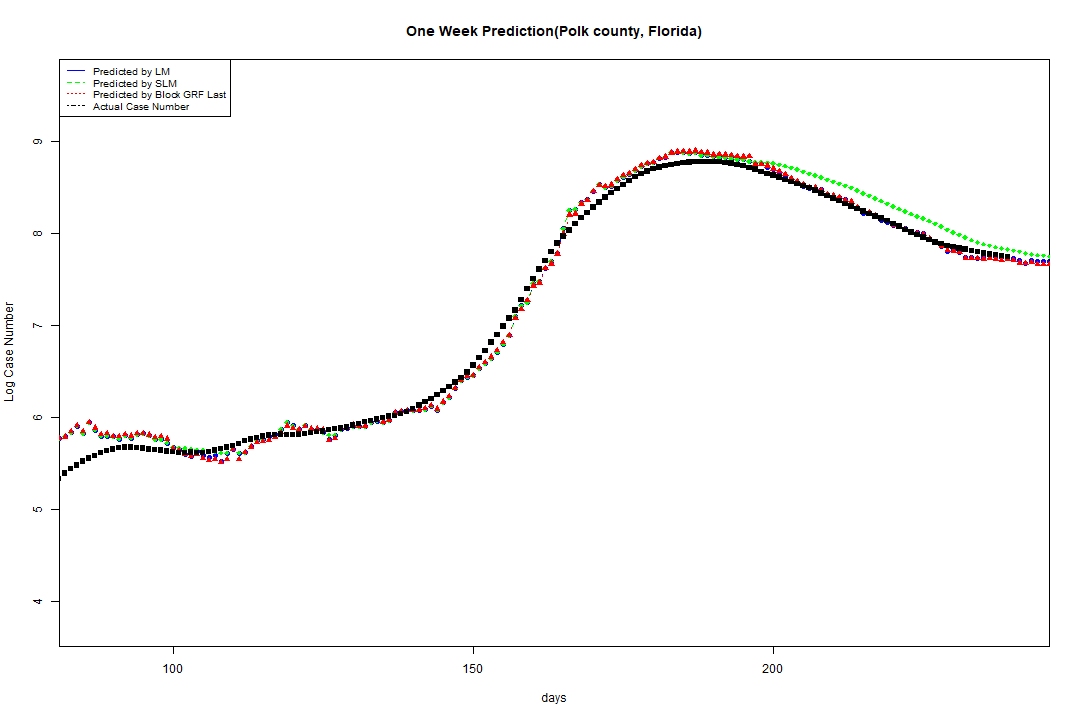 One Week Prediction(Polk county, Florida)
Predicted by LM
Predicted by SLM
Predicted by Block GRF Last
Actual Case Number
9
8
7
6
5
4
Log Case Number
100 150 200
days